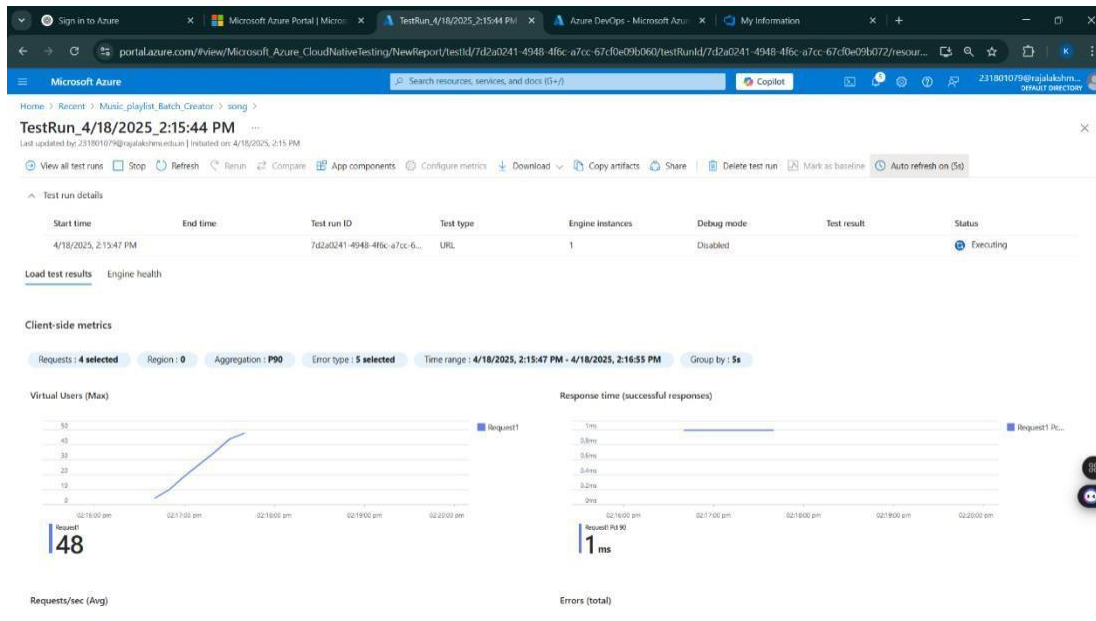 Sign in to Azure
Microsoft Azure Portal | Micros
TestRun_4/18/2025_2:15:44 PM
Azure DevOps - Microsoft Azur
My Information
portal.azure.com/#view/Microsoft_Azure_CloudNativeTesting/NewReport/testId/7d2a0241-4948-4f6c-a7cc-67cf0e09b060/testRunId/7d2a0241-4948-4f6c-a7cc-67cf0e09b072/resour...
K
Microsoft Azure
Search resources, services, and docs (G+/)
Copilot
231801079@rajalakshm...
DEFAULT DIRECTORY
Home > Recent > Music_playlist_Batch_Creator > song >
TestRun_4/18/2025_2:15:44 PM ...
Last updated by: 231801079@rajalakshmi.edu.in | Initiated on: 4/18/2025, 2:15 PM
View all test runs Stop Refresh Rerun Compare App components Configure metrics Download Copy artifacts Share Delete test run Mark as baseline Auto refresh on (5s)
Test run details
Start time End time Test run ID Test type Engine instances Debug mode Test result Status
4/18/2025, 2:15:47 PM 7d2a0241-4948-4f6c-a7cc-6... URL 1 Disabled Executing
Load test results Engine health
Client-side metrics
Requests : 4 selected Region : 0 Aggregation : P90 Error type : 5 selected Time range : 4/18/2025, 2:15:47 PM - 4/18/2025, 2:16:55 PM Group by : 5s
Virtual Users (Max)
50
40
30
20
10
0
02:16:00 pm 02:17:00 pm 02:18:00 pm 02:19:00 pm 02:20:00 pm
Request1
Request1
48
Response time (successful responses)
1ms
0.8ms
0.6ms
0.4ms
0.2ms
0ms
02:16:00 pm 02:17:00 pm 02:18:00 pm 02:19:00 pm 02:20:00 pm
Request1 Pc...
Request1 Pct 90
1 ms
Requests/sec (Avg)
Errors (total)